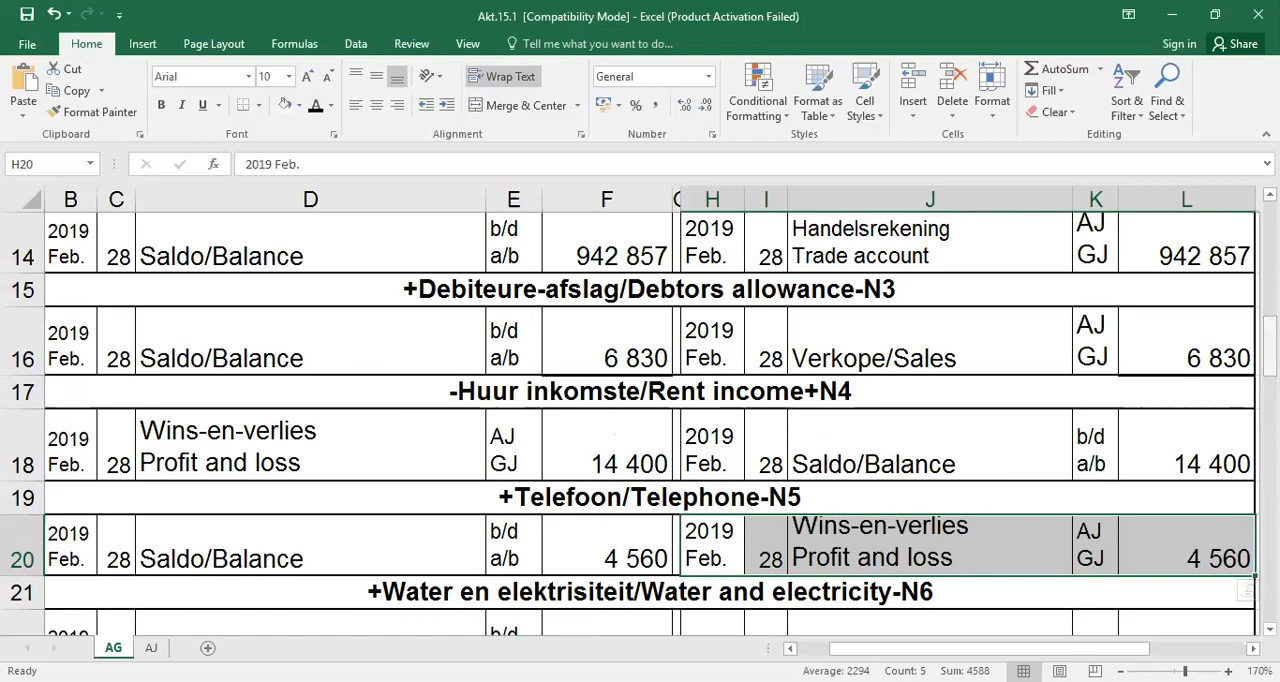 Akt.15.1 [Compatibility Mode] - Excel (Product Activation Failed)
File Home Insert Page Layout Formulas Data Review View Tell me what you want to do... Sign in Share
Cut
Copy
Format Painter
Paste
Clipboard
Arial 10
B I U
Font
Wrap Text
Merge & Center
Alignment
General
Number
Conditional Formatting
Format as Table
Cell Styles
Styles
Insert Delete Format
Cells
AutoSum
Fill
Clear
Sort & Filter
Find & Select
Editing
H20 fx 2019 Feb.
B C D E F G H I J K L
14 2019 Feb. 28 Saldo/Balance b/d a/b 942 857 2019 Feb. 28 Handelsrekening Trade account AJ GJ 942 857
15 +Debiteure-afslag/Debtors allowance-N3
16 2019 Feb. 28 Saldo/Balance b/d a/b 6 830 2019 Feb. 28 Verkope/Sales AJ GJ 6 830
17 -Huur inkomste/Rent income+N4
18 2019 Feb. 28 Wins-en-verlies Profit and loss AJ GJ 14 400 2019 Feb. 28 Saldo/Balance b/d a/b 14 400
19 +Telefoon/Telephone-N5
20 2019 Feb. 28 Saldo/Balance b/d a/b 4 560 2019 Feb. 28 Wins-en-verlies Profit and loss AJ GJ 4 560
21 +Water en elektrisiteit/Water and electricity-N6
2019 b/d
AG AJ
Ready Average: 2294 Count: 5 Sum: 4588 170%